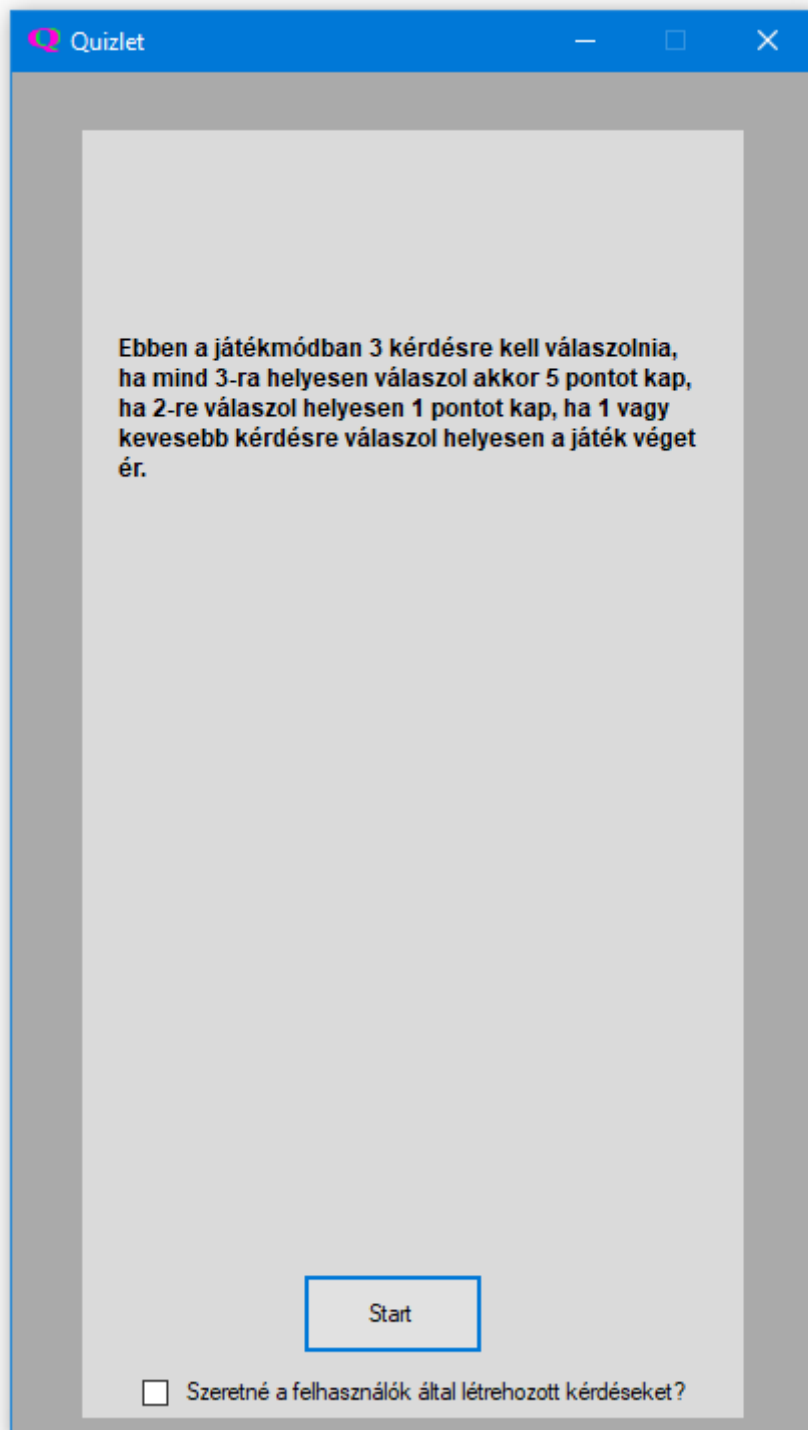 Quizlet
Ebben a játékmódban 3 kérdésre kell válaszolnia,
ha mind 3-ra helyesen válaszol akkor 5 pontot kap,
ha 2-re válaszol helyesen 1 pontot kap, ha 1 vagy
kevesebb kérdésre válaszol helyesen a játék véget
ér.
Start
Szeretné a felhasználók által létrehozott kérdéseket?